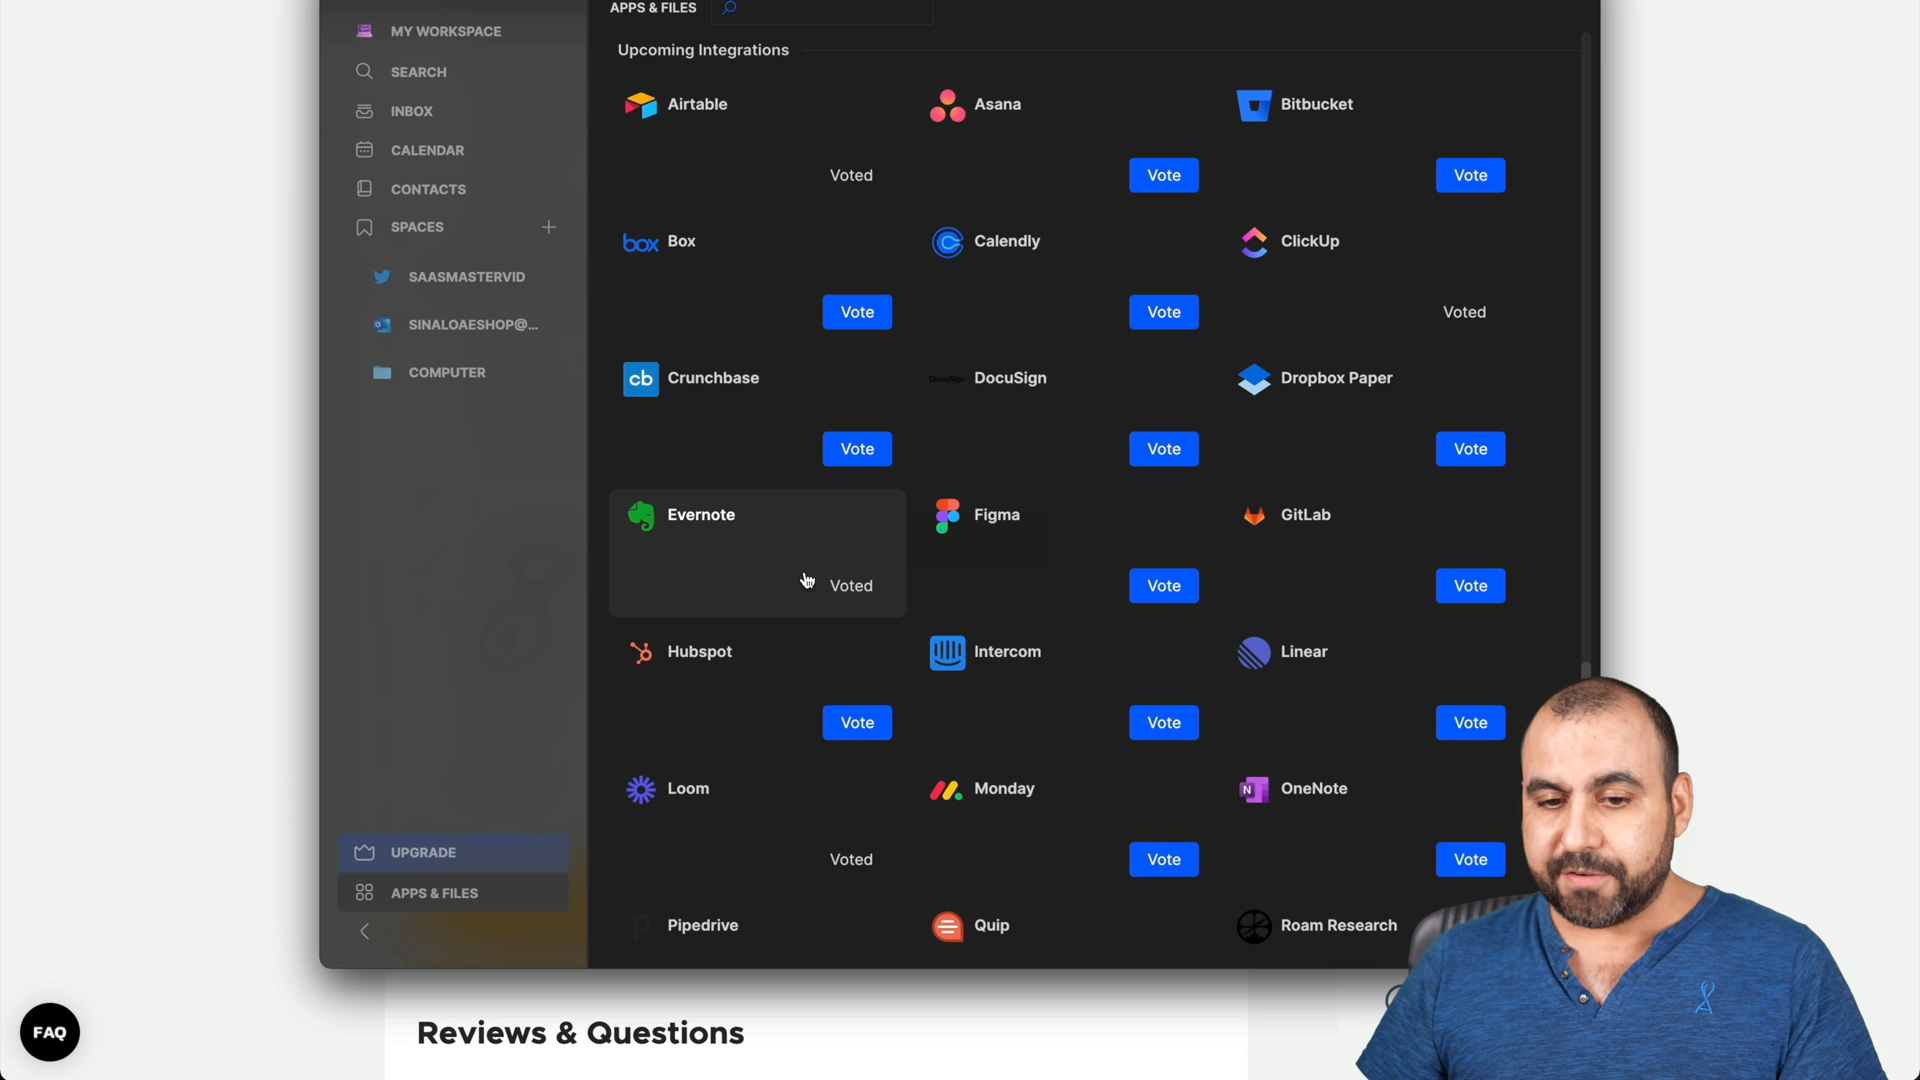 APPS & FILES
MY WORKSPACE
SEARCH
INBOX
CALENDAR
CONTACTS
SPACES
SAASMASTERVID
SINALOAESHOP@...
COMPUTER
UPGRADE
APPS & FILES
Upcoming Integrations
Airtable
Asana
Bitbucket
Voted
Vote
Vote
box Box
Calendly
ClickUp
Vote
Vote
Voted
cb Crunchbase
DocuSign DocuSign
Dropbox Paper
Vote
Vote
Vote
Evernote
Figma
GitLab
Voted
Vote
Vote
Hubspot
Intercom
Linear
Vote
Vote
Vote
Loom
Monday
N OneNote
Voted
Vote
Vote
Pipedrive
Quip
Roam Research
FAQ
Reviews & Questions